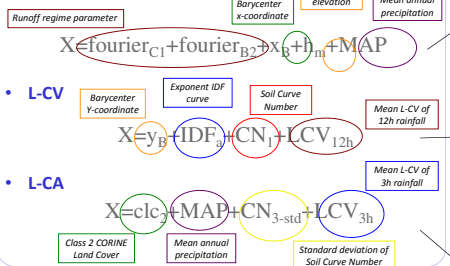 Runoff regime parameter
Barycenter
x-coordinate
elevation
Mean annual
precipitation
X=fourierC1+fourierB2+xB+hm+MAP
• L-CV
Barycenter
Y-coordinate
Exponent IDF
curve
Soil Curve
Number
Mean L-CV of
12h rainfall
X=yB+IDFa+CN1+LCV12h
• L-CA
Mean L-CV of
3h rainfall
X=clc2+MAP+CN3-std+LCV3h
Class 2 CORINE
Land Cover
Mean annual
precipitation
Standard deviation of
Soil Curve Number